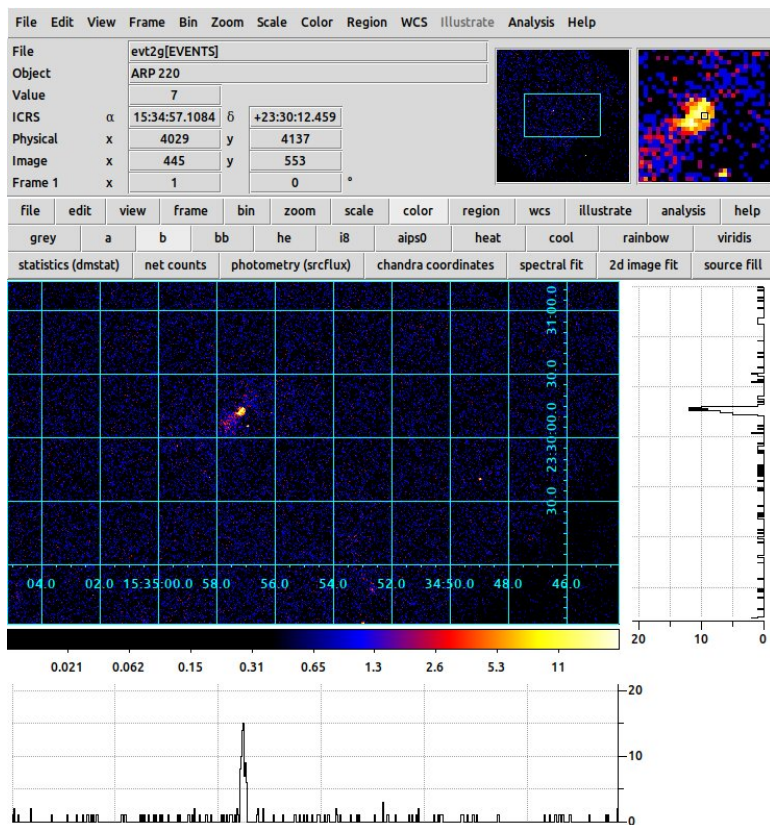 File Edit View Frame Bin Zoom Scale Color Region WCS Illustrate Analysis Help
File evt2g[EVENTS]
Object ARP 220
Value 7
ICRS α 15:34:57.1084 δ +23:30:12.459
Physical x 4029 y 4137
Image x 445 y 553
Frame 1 x 1 0 °
file edit view frame bin zoom scale color region wcs illustrate analysis help
grey a b bb he i8 aips0 heat cool rainbow viridis
statistics (dmstat) net counts photometry (srcflux) chandra coordinates spectral fit 2d image fit source fill
31:00.0
30.0
23:30:00.0
30.0
04.0 02.0 15:35:00.0 58.0 56.0 54.0 52.0 34:50.0 48.0 46.0
20 10 0
0.021 0.062 0.15 0.31 0.65 1.3 2.6 5.3 11
20
10
0